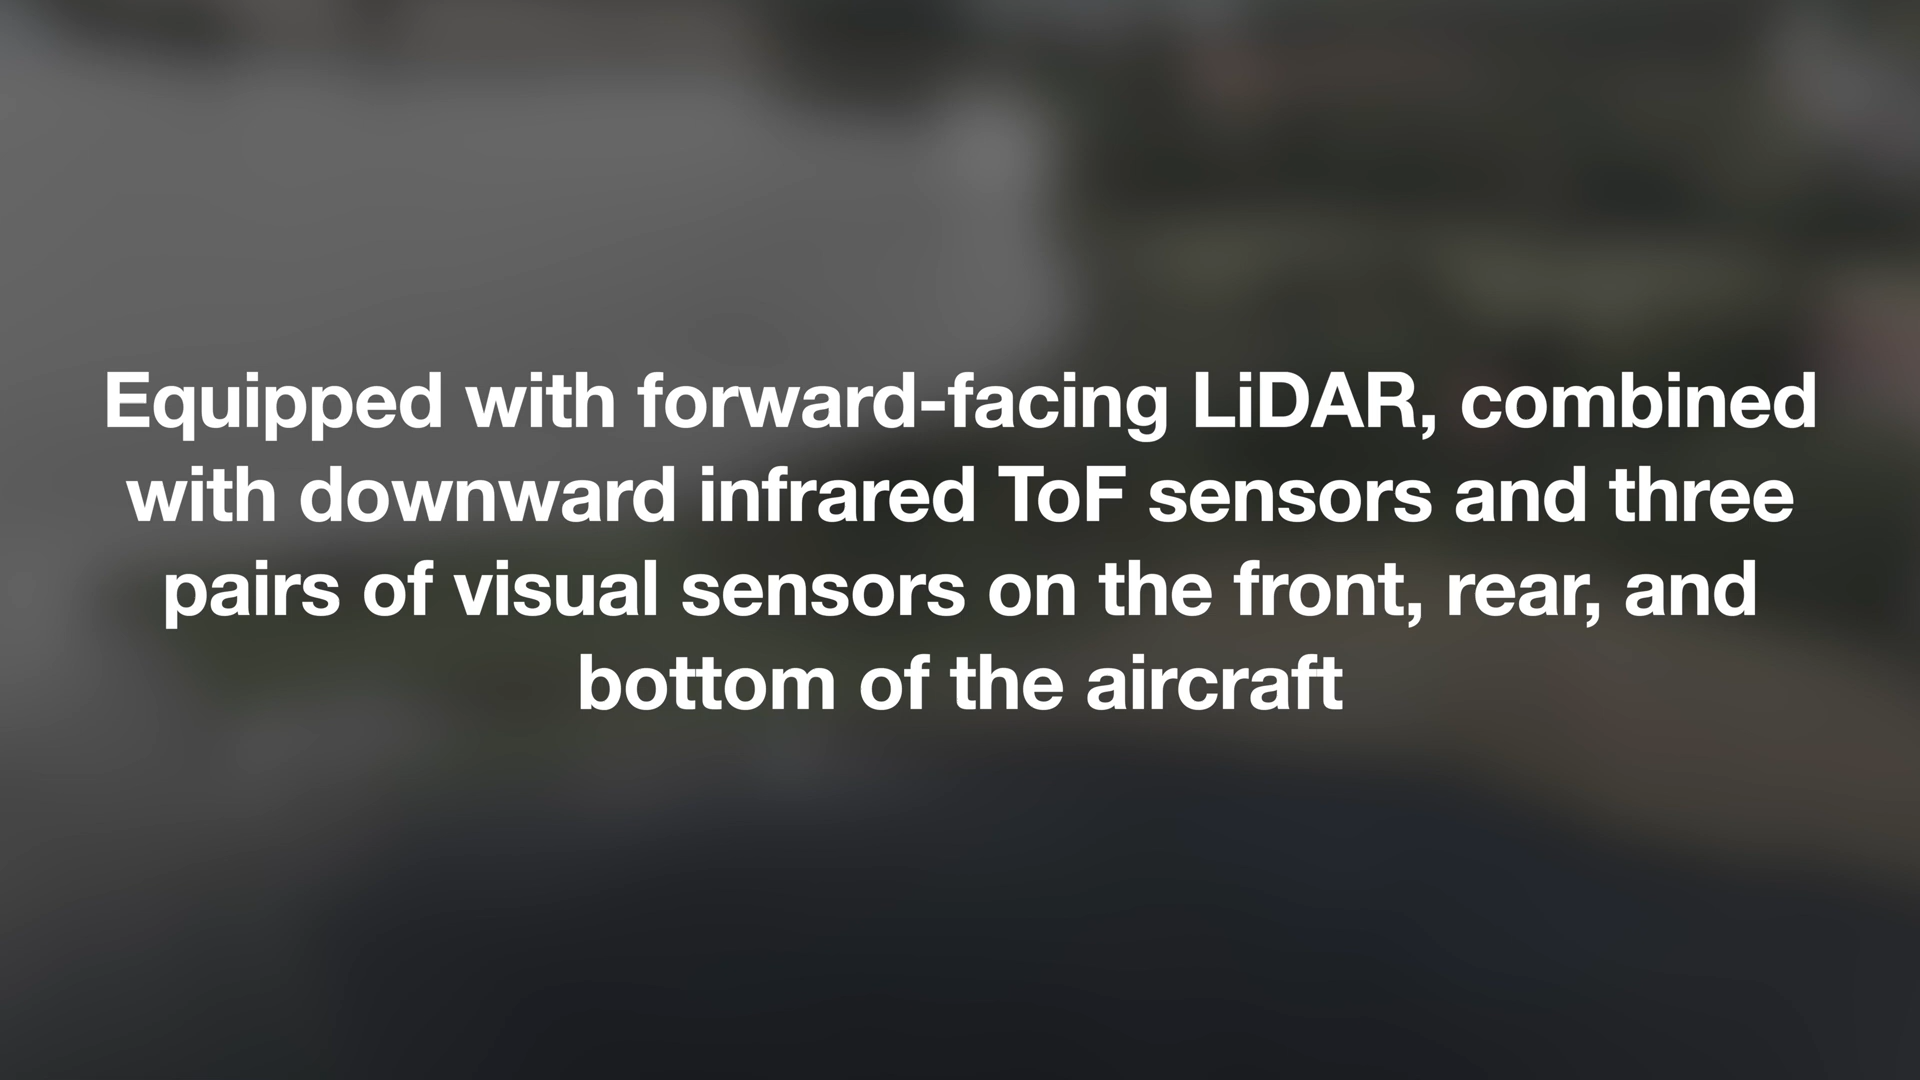 Equipped with forward-facing LiDAR, combined
with downward infrared ToF sensors and three
pairs of visual sensors on the front, rear, and
bottom of the aircraft